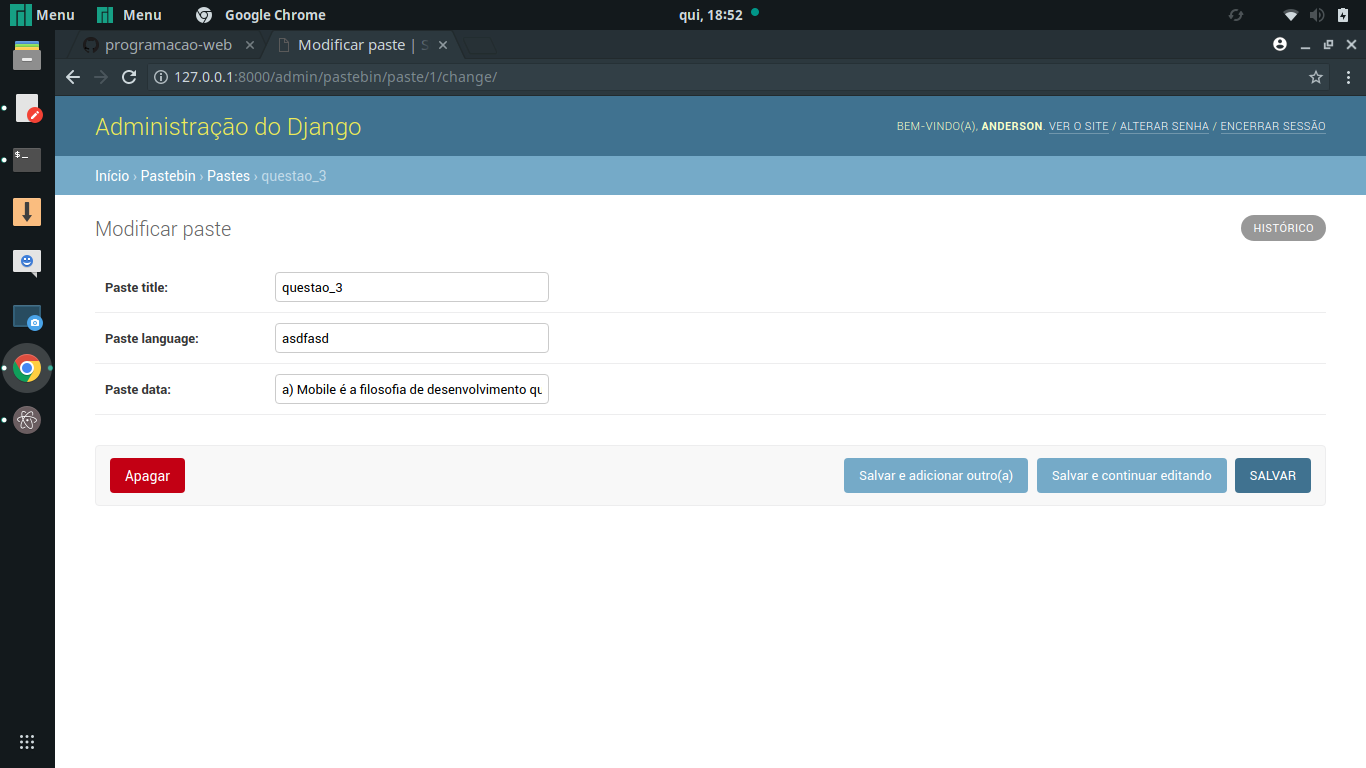 Menu Menu Google Chrome qui, 18:52
programacao-web Modificar paste | S
127.0.0.1:8000/admin/pastebin/paste/1/change/
Administração do Django
BEM-VINDO(A), ANDERSON. VER O SITE / ALTERAR SENHA / ENCERRAR SESSÃO
Início › Pastebin › Pastes › questao_3
Modificar paste
HISTÓRICO
Paste title: questao_3
Paste language: asdfasd
Paste data: a) Mobile é a filosofia de desenvolvimento qu
Apagar Salvar e adicionar outro(a) Salvar e continuar editando SALVAR